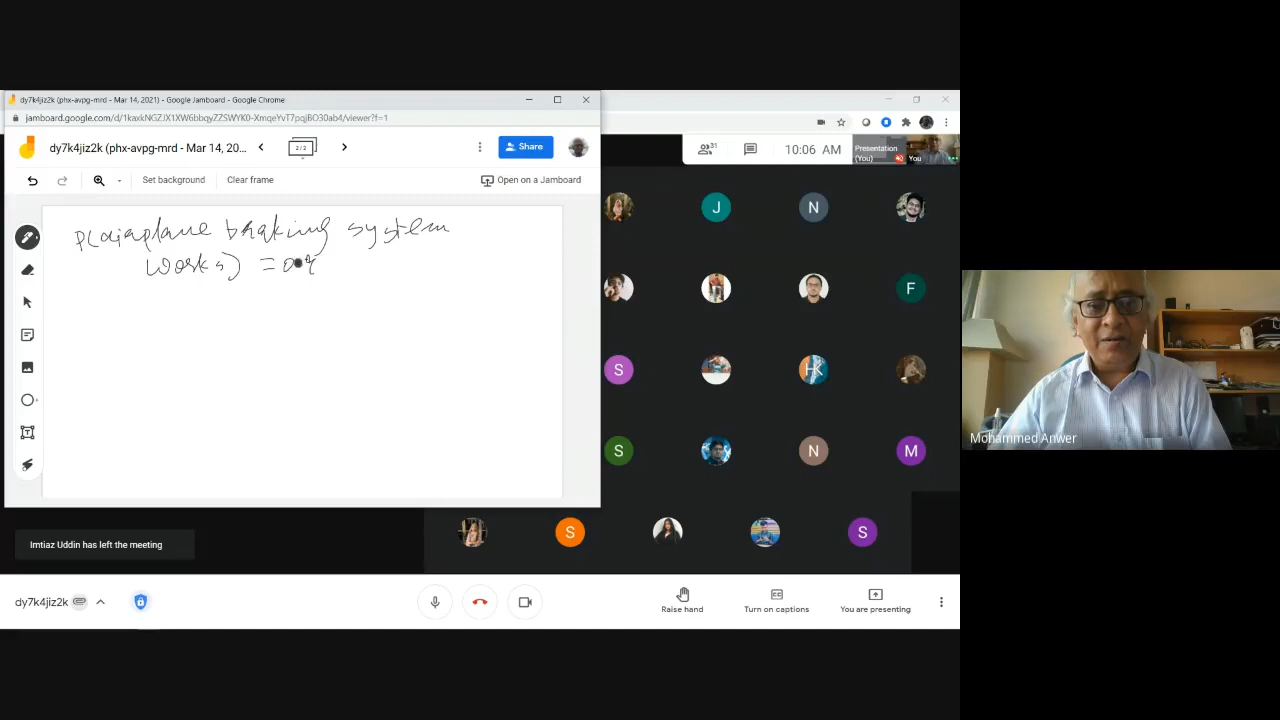 dy7k4jiz2k (phx-avpg-mrd - Mar 14, 2021) - Google Jamboard - Google Chrome
jamboard.google.com/d/1kaxkNGZJX1XW6bbqyZZSWYK0-XmqeYvT7pqjBO30ab4/viewer?f=1
dy7k4jiz2k (phx-avpg-mrd - Mar 14, 20...
2/2
Share
31
10:06 AM
Presentation (You)
You
Set background
Clear frame
Open on a Jamboard
P(airplane braking system
works) =
J
N
F
S
HK
S
N
M
S
S
Mohammed Anwer
Imtiaz Uddin has left the meeting
dy7k4jiz2k
Raise hand
Turn on captions
You are presenting